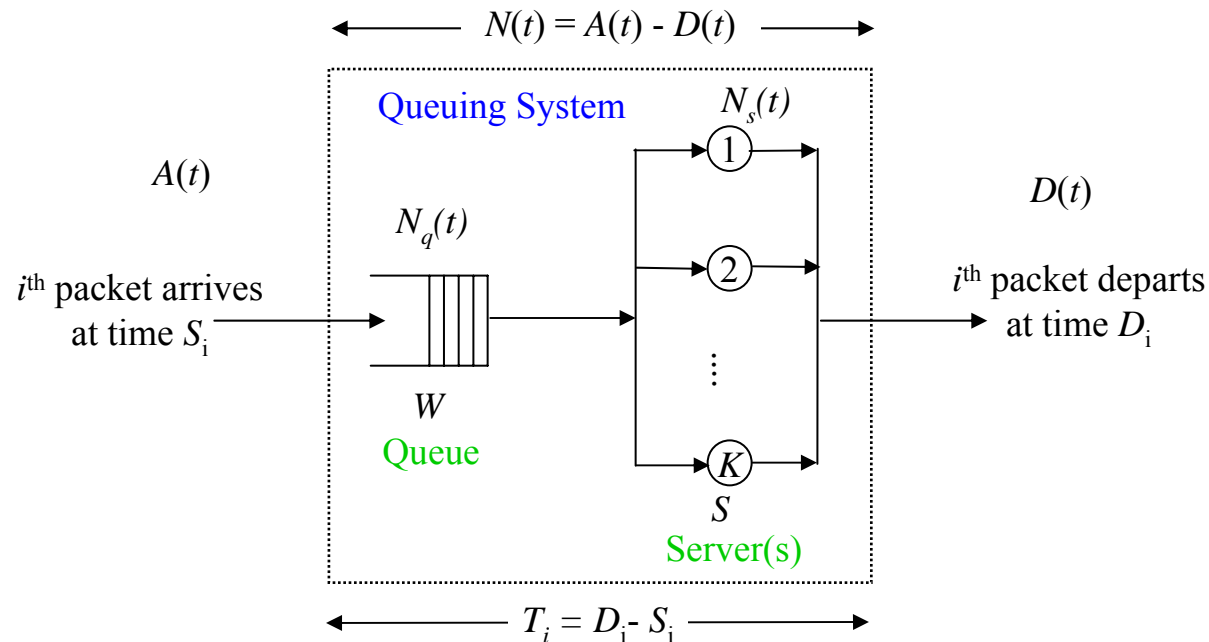 N(t) = A(t) - D(t)
Queuing System
N_s(t)
1
A(t)
D(t)
N_q(t)
2
i^th packet arrives
at time S_i
i^th packet departs
at time D_i
⋮
W
Queue
K
S
Server(s)
T_i = D_i - S_i